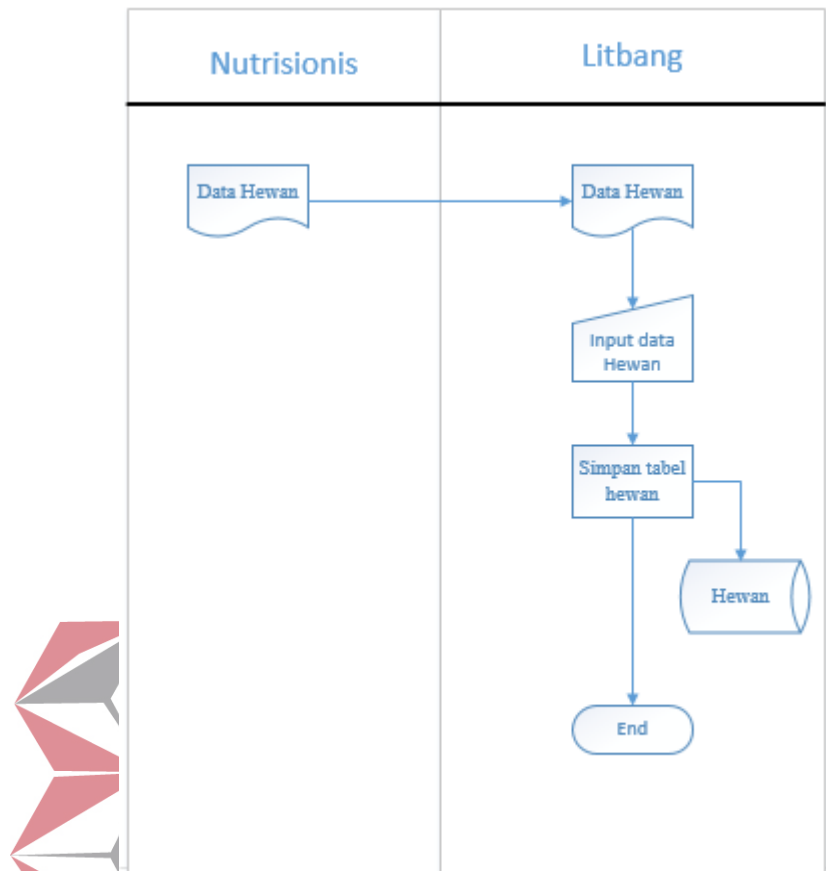 Nutrisionis
Litbang
Data Hewan
Data Hewan
Input data
Hewan
Simpan tabel
hewan
Hewan
End